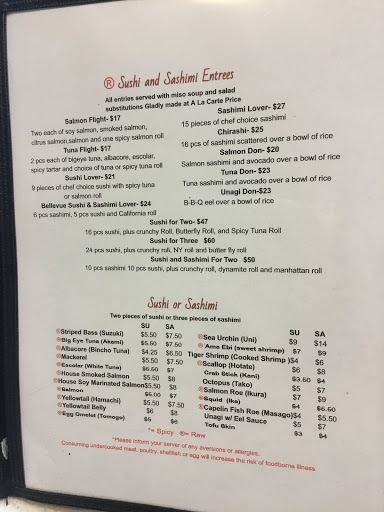 ® Sushi and Sashimi Entrees
All entries served with miso soup and salad
substitutions Gladly made at A La Carte Price
Salmon Flight- $17
Two each of soy salmon, smoked salmon,
citrus salmon,salmon and one spicy salmon roll
Tuna Flight- $17
2 pcs each of bigeye tuna, albacore, escolar,
spicy tartar and choice of tuna or spicy tuna roll
Sushi Lover- $21
9 pieces of chef choice sushi with spicy tuna
or salmon roll
Bellevue Sushi & Sashimi Lover- $24
6 pcs sashimi, 5 pcs sushi and California roll
Sashimi Lover- $27
15 pieces of chef choice sashimi
Chirashi- $25
16 pcs of sashimi scattered over a bowl of rice
Salmon Don- $20
Salmon sashimi and avocado over a bowl of rice
Tuna Don- $23
Tuna sashimi and avocado over a bowl of rice
Unagi Don-$23
B-B-Q eel over a bowl of rice
Sushi for Two- $47
16 pcs sushi, plus crunchy Roll, Butterfly Roll, and Spicy Tuna Roll
Sushi for Three $60
24 pcs sushi, plus crunchy roll, NY roll and butter fly roll
Sushi and Sashimi For Two $50
10 pcs sashimi 10 pcs sushi, plus crunchy roll, dynamite roll and manhattan roll
Sushi or Sashimi
Two pieces of sushi or three pieces of sashimi
SU SA
®Striped Bass (Suzuki) $5.50 $7.50
®Big Eye Tuna (Akami) $5.50 $7.50
®Albacore (Bincho Tuna) $4.25 $6.50
®Mackerel $5.50 $7.50
®Escolar (White Tuna) $6 $7
®House Smoked Salmon $5.50 $8
®House Soy Marinated Salmon $5.50 $8
®Salmon $5.00 $7
®Yellowtail (Hamachi) $5.50 $7.50
®Yellowtail Belly $6 $8
®Egg Omelet (Tomago)
SU SA
®Sea Urchin (Uni) $9 $14
®Ama Ebi (sweet shrimp) $7 $9
Tiger Shrimp (Cooked Shrimp) $4 $6
®Scallop (Hotate) $6 $8
Crab Stick (Kani) $3.50 $4
Octopus (Tako) $5 $7
®Salmon Roe (Ikura) $7 $9
®Squid (Ika) $4 $6.50
®Capelin Fish Roe (Masago) $4 $5.50
Unagi w/ Eel Sauce $5 $7
Tofu Skin $3 $4
*= Spicy ®= Raw
*Please inform your server of any aversions or allergies.
Consuming undercooked meat, poultry, shellfish or egg will increase the risk of foodborne illness.